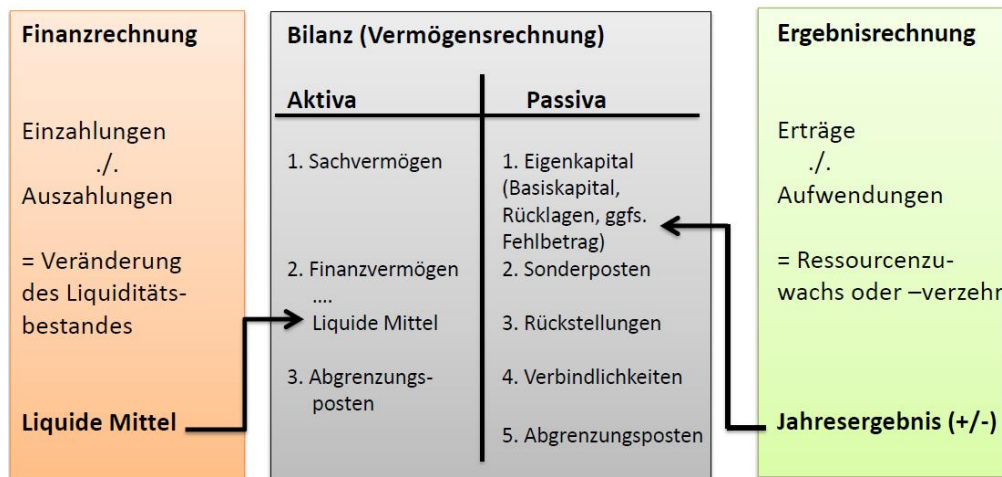 Finanzrechnung
Einzahlungen
./.
Auszahlungen
= Veränderung
des Liquiditäts-
bestandes
Liquide Mittel
Bilanz (Vermögensrechnung)
Aktiva
1. Sachvermögen
2. Finanzvermögen
....
Liquide Mittel
3. Abgrenzungs-
posten
Passiva
1. Eigenkapital
(Basiskapital,
Rücklagen, ggfs.
Fehlbetrag)
2. Sonderposten
3. Rückstellungen
4. Verbindlichkeiten
5. Abgrenzungsposten
Ergebnisrechnung
Erträge
./.
Aufwendungen
= Ressourcenzu-
wachs oder –verzehr
Jahresergebnis (+/-)